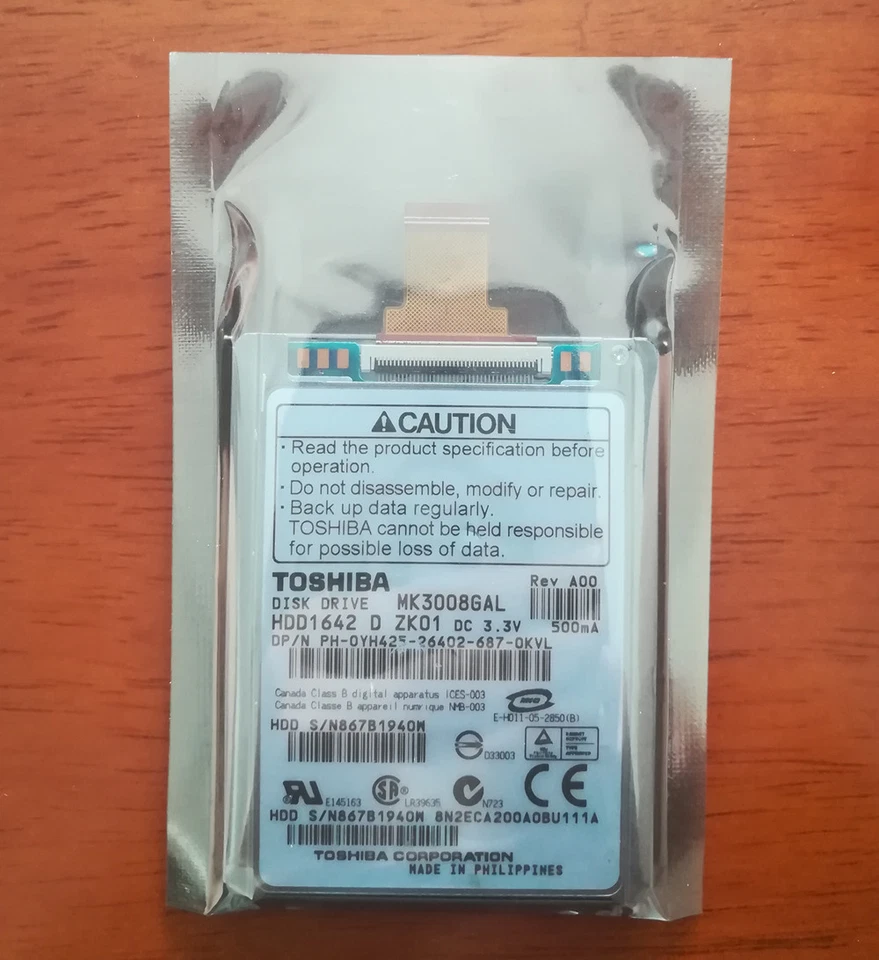 CAUTION
· Read the product specification before
operation.
· Do not disassemble, modify or repair.
· Back up data regularly.
TOSHIBA cannot be held responsible
for possible loss of data.
TOSHIBA Rev A00
DISK DRIVE MK3008GAL
HDD1642 D ZK01 DC 3.3V 500mA
DP/N PH-0YH425-26402-687-0KVL
Canada Class B digital apparatus ICES-003
Canada Classe B appareil numrique NMB-003
E-H011-05-2850(B)
HDD S/N867B1940W
D33003
E145163 LR39635 N723 CE
HDD S/N867B1940W 8N2ECA200A0BU111A
TOSHIBA CORPORATION
MADE IN PHILIPPINES